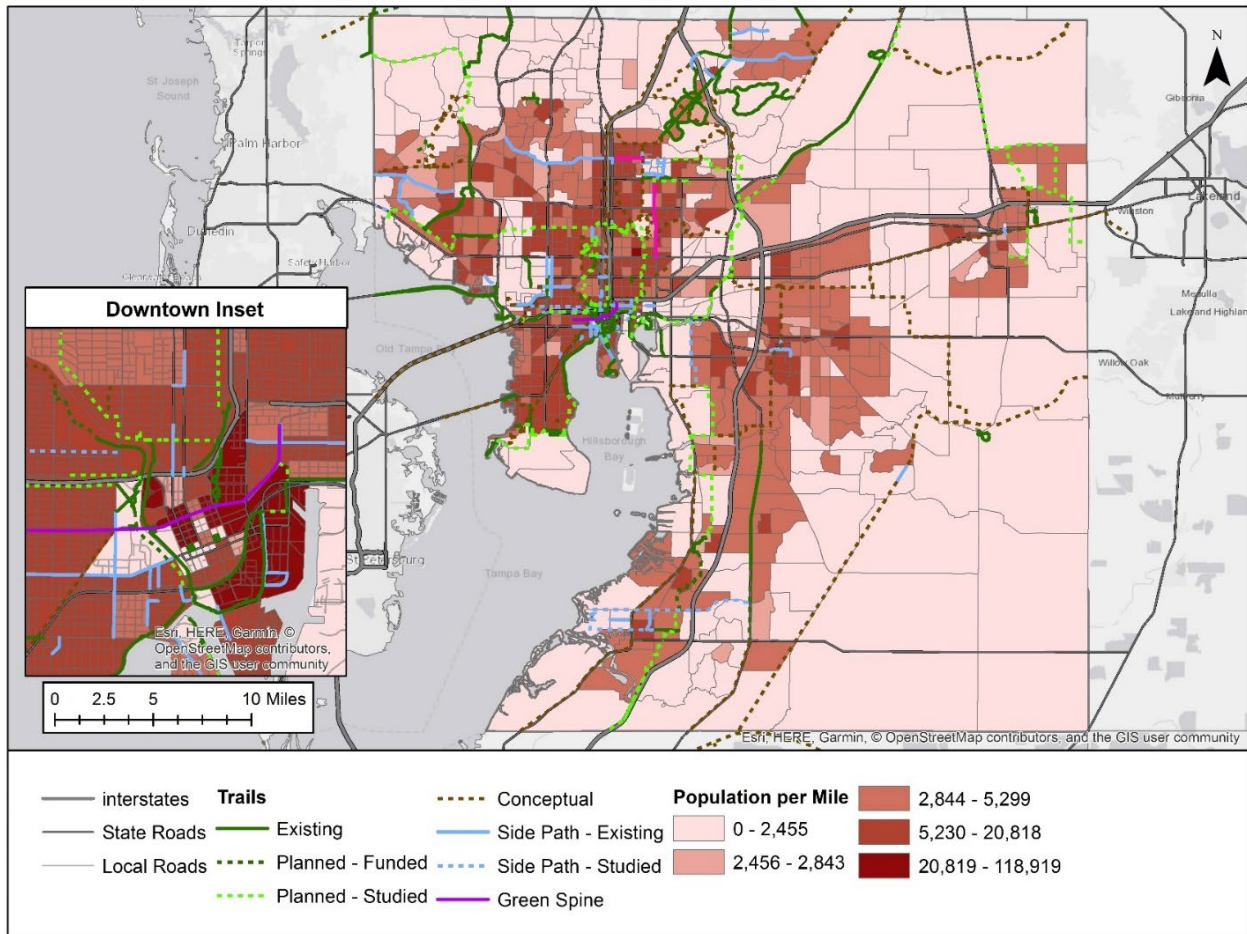 Tarpon
Springs
St Joseph
Sound
Palm Harbor
Dunedin
Safety Harbor
N
Gibsonia
Lakeland
Winston
Medulla
Lakeland Highlan
Willow Oak
Mulberry
Old Tampa
Hillsborough
Bay
St Petersburg
Tampa Bay
Downtown Inset
Esri, HERE, Garmin, ©
OpenStreetMap contributors,
and the GIS user community
0 2.5 5 10 Miles
Esri, HERE, Garmin, © OpenStreetMap contributors, and the GIS user community
interstates
State Roads
Local Roads
Trails
Existing
Planned - Funded
Planned - Studied
Conceptual
Side Path - Existing
Side Path - Studied
Green Spine
Population per Mile
0 - 2,455
2,456 - 2,843
2,844 - 5,299
5,230 - 20,818
20,819 - 118,919